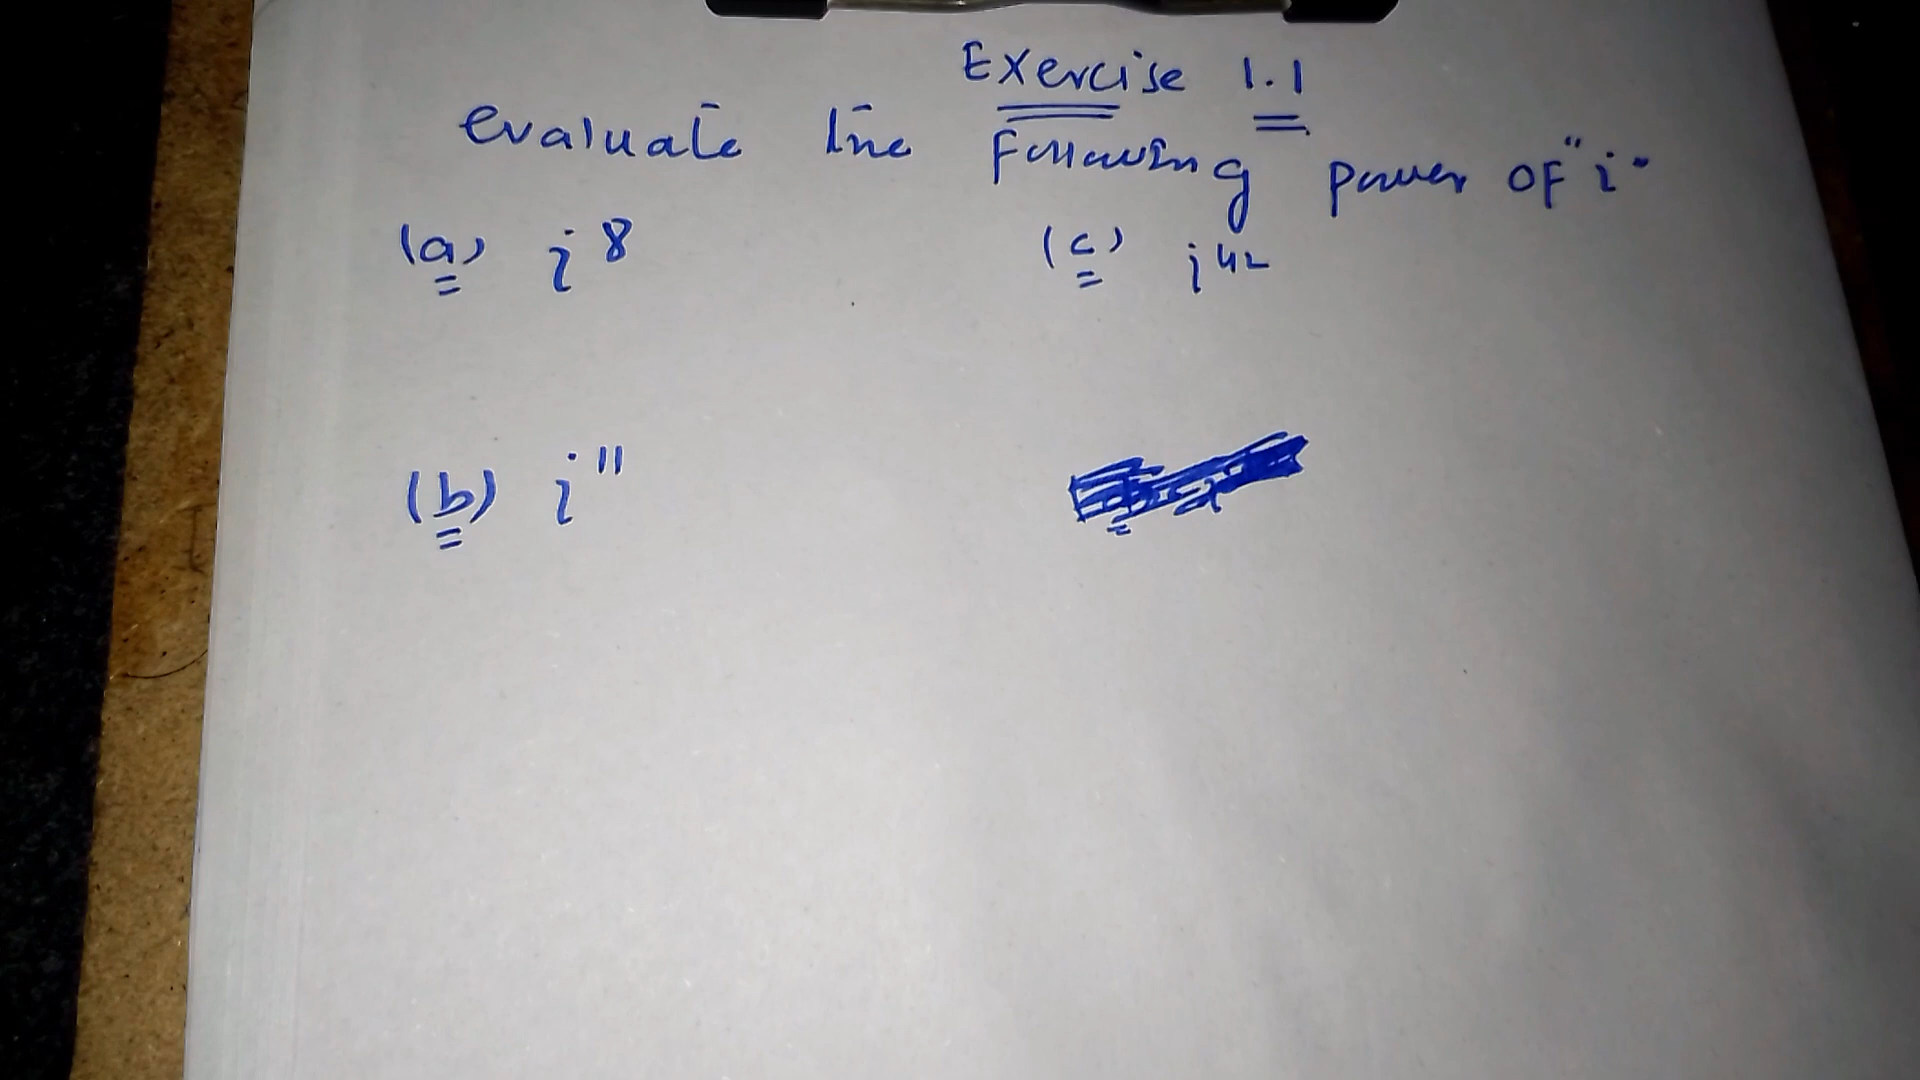 Exercise 1.1
evaluate the Following power of "i"
(a) i⁸
(c) i⁴²
(b) i¹¹